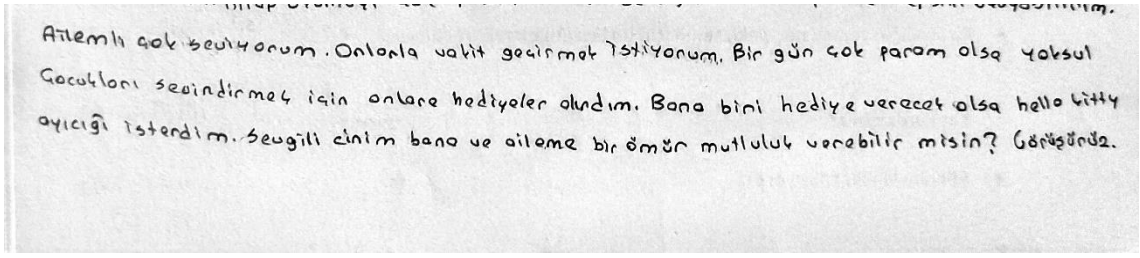 Ailemi çok seviyorum. Onlarla vakit geçirmek istiyorum. Bir gün çok param olsa yoksul
Çocukları sevindirmek için onlara hediyeler alırdım. Bana biri hediye verecek olsa hello kitty
ayıcığı isterdim. Sevgili cinim bana ve aileme bir ömür mutluluk verebilir misin? Görüşürüz.